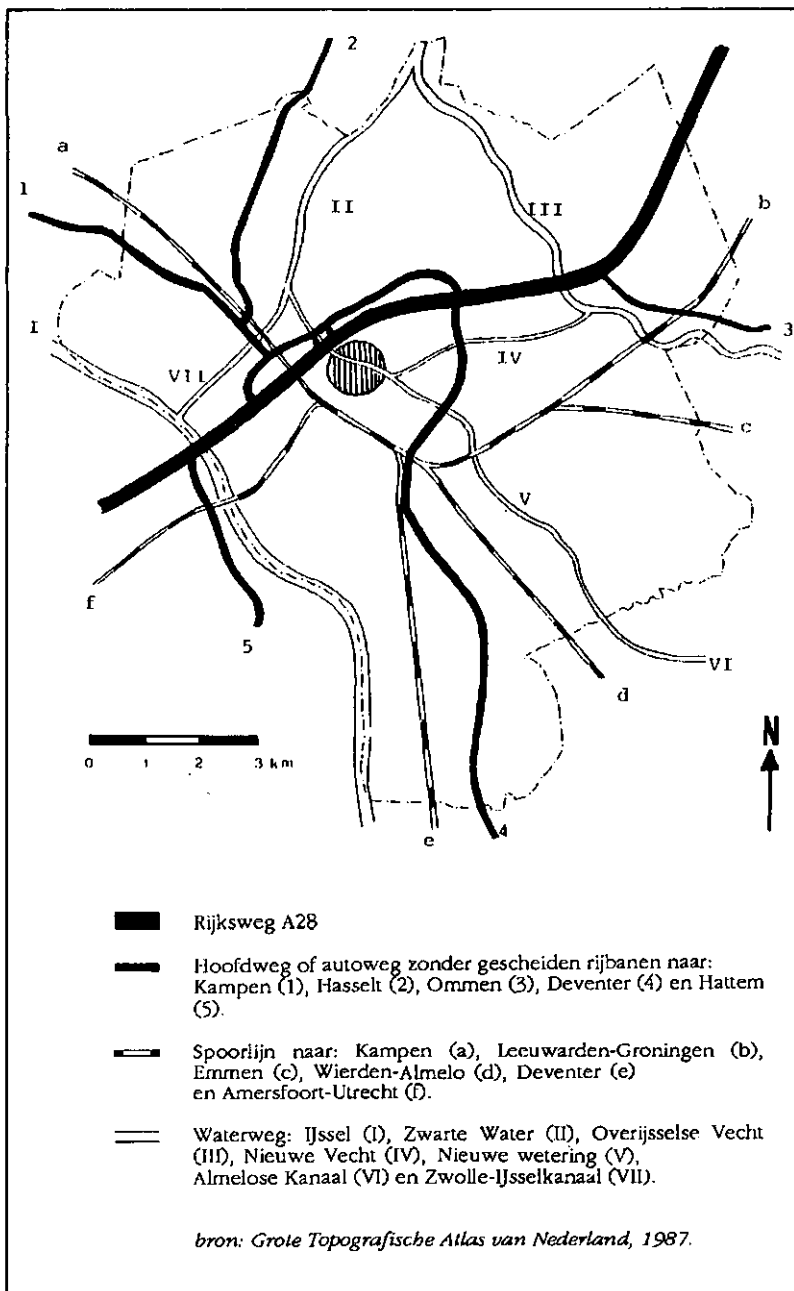 2
a
1
II
III
b
I
3
VII
IV
c
V
f
5
VI
d
N
0 1 2 3 km
e
4
Rijksweg A28
Hoofdweg of autoweg zonder gescheiden rijbanen naar:
Kampen (1), Hasselt (2), Ommen (3), Deventer (4) en Hattem
(5).
Spoorlijn naar: Kampen (a), Leeuwarden-Groningen (b),
Emmen (c), Wierden-Almelo (d), Deventer (e)
en Amersfoort-Utrecht (f).
Waterweg: IJssel (I), Zwarte Water (II), Overijsselse Vecht
(III), Nieuwe Vecht (IV), Nieuwe wetering (V),
Almelose Kanaal (VI) en Zwolle-IJsselkanaal (VII).
bron: Grote Topografische Atlas van Nederland, 1987.